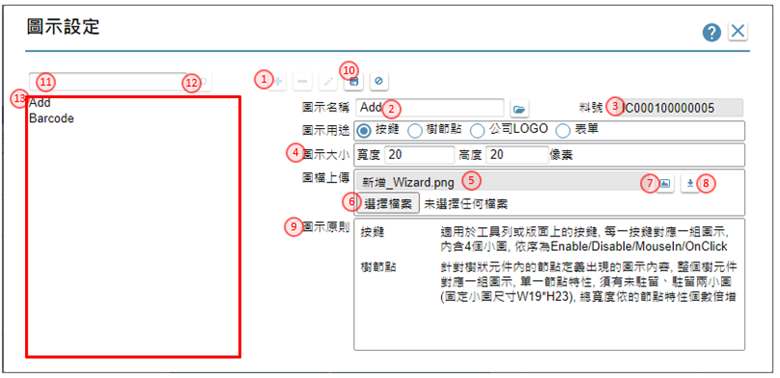 圖示設定
?
11
12
1
10
13
Add
Barcode
圖示名稱 Add 2 料號 3 IC000100000005
圖示用途 按鍵 樹節點 公司LOGO 表單
4 圖示大小 寬度 20 高度 20 像素
圖檔上傳 新增_Wizard.png 5 7 8
6 選擇檔案 未選擇任何檔案
9 圖示原則
按鍵 適用於工具列或版面上的按鍵, 每一按鍵對應一組圖示,
內含4個小圖, 依序為Enable/Disable/MouseIn/OnClick
樹節點 針對樹狀元件內的節點定義出現的圖示內容, 整個樹元件
對應一組圖示, 單一節點特性, 須有未駐留、駐留兩小圖
(固定小圖尺寸W19*H23), 總寬度依的節點特性個數倍增